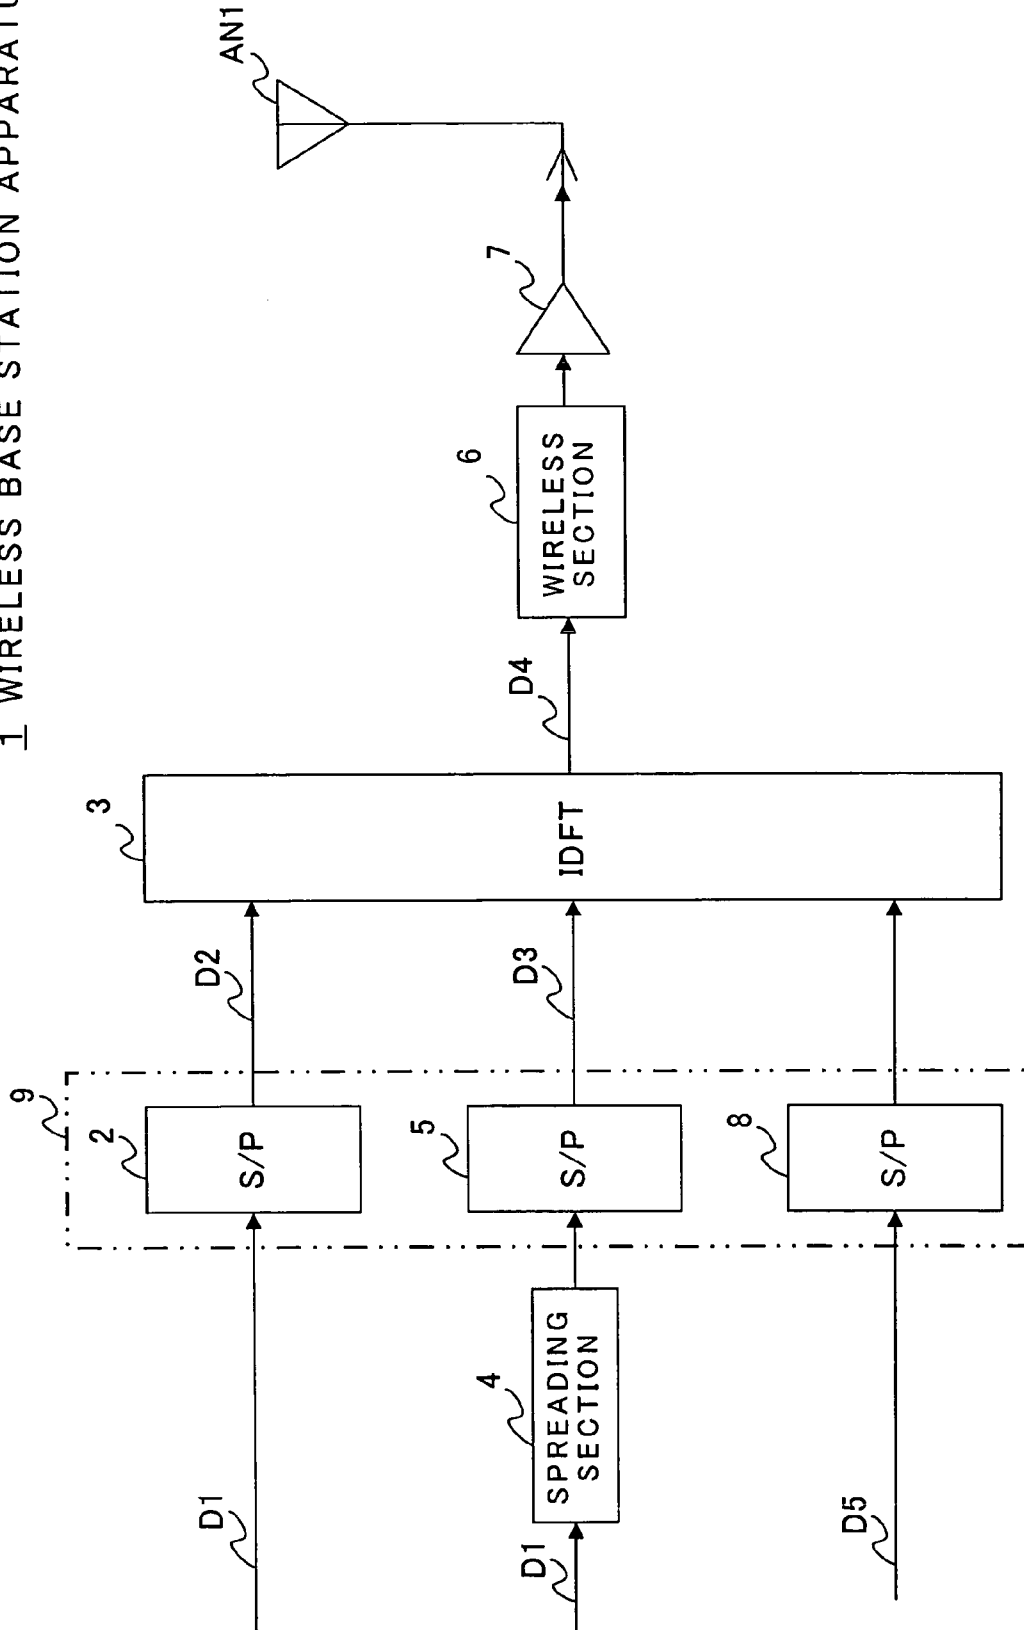 1 WIRELESS BASE STATION
AN1
7
6
WIRELESS
SECTION
D4
3
IDFT
D2
D3
9
2
S/P
5
S/P
8
S/P
4
SPREADING
SECTION
D1
D1
D5